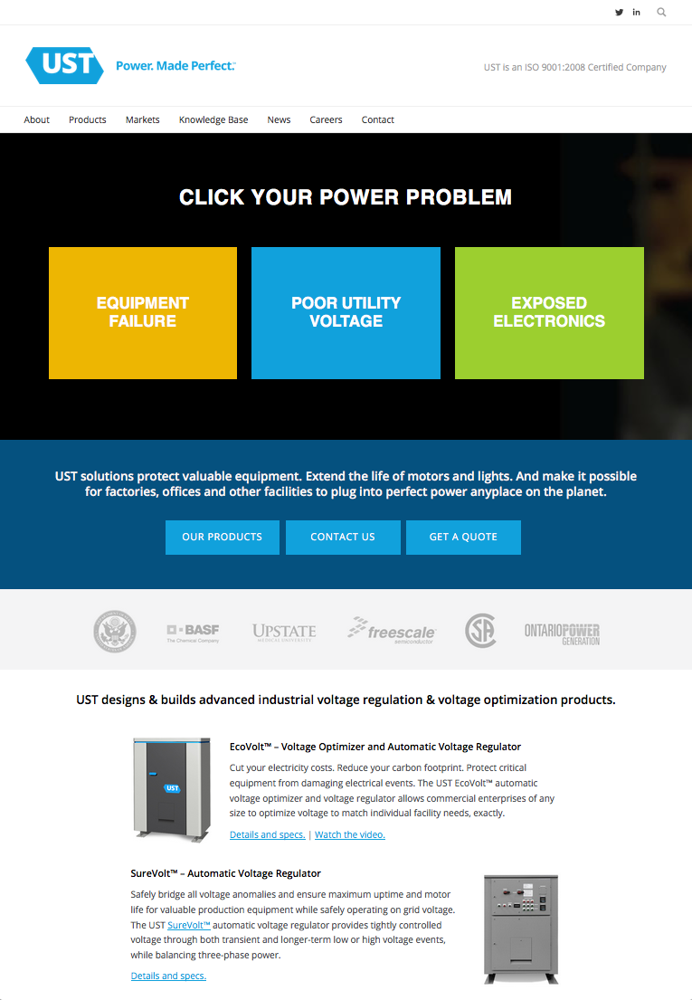 UST
Power. Made Perfect.™
UST is an ISO 9001:2008 Certified Company
About Products Markets Knowledge Base News Careers Contact
CLICK YOUR POWER PROBLEM
EQUIPMENT
FAILURE
POOR UTILITY
VOLTAGE
EXPOSED
ELECTRONICS
UST solutions protect valuable equipment. Extend the life of motors and lights. And make it possible
for factories, offices and other facilities to plug into perfect power anyplace on the planet.
OUR PRODUCTS
CONTACT US
GET A QUOTE
BASF
The Chemical Company
UPSTATE
MEDICAL UNIVERSITY
freescale
semiconductor
CSA
ONTARIOPOWER
GENERATION
UST designs & builds advanced industrial voltage regulation & voltage optimization products.
UST
EcoVolt™ – Voltage Optimizer and Automatic Voltage Regulator
Cut your electricity costs. Reduce your carbon footprint. Protect critical
equipment from damaging electrical events. The UST EcoVolt™ automatic
voltage optimizer and voltage regulator allows commercial enterprises of any
size to optimize voltage to match individual facility needs, exactly.
Details and specs. | Watch the video.
SureVolt™ – Automatic Voltage Regulator
Safely bridge all voltage anomalies and ensure maximum uptime and motor
life for valuable production equipment while safely operating on grid voltage.
The UST SureVolt™ automatic voltage regulator provides tightly controlled
voltage through both transient and longer-term low or high voltage events,
while balancing three-phase power.
Details and specs.